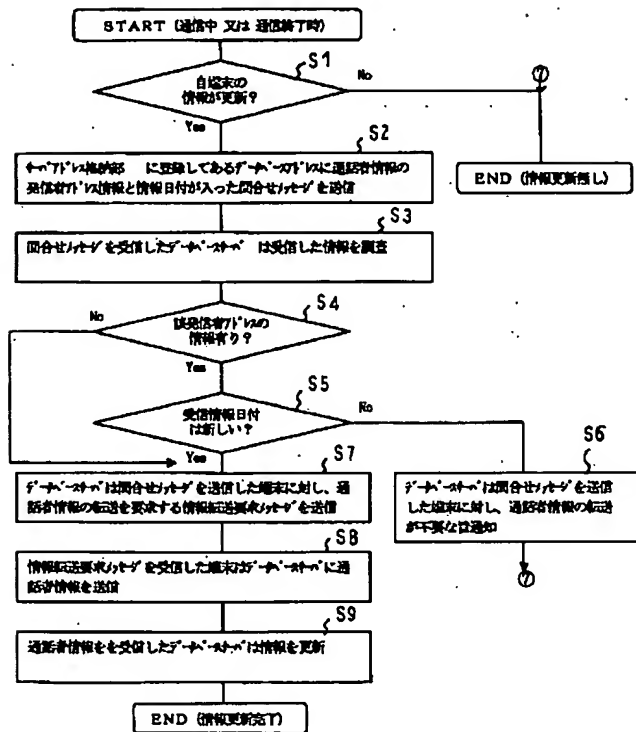 START (通信中 又は 通信終了時)
S1
自端末の
情報が更新?
No
⑦
Yes
S2
END (情報更新無し)
サーバアドレス格納部 に登録してあるデータベースアドレスに通話者情報の
発信者アドレス情報と情報日付が入った問合せメッセージを送信
S3
問合せメッセージを受信したデータベースサーバ は受信した情報を調査
S4
No
該発信者アドレスの
情報有り?
Yes
S5
受信情報日付
は新しい?
No
Yes
S7
S6
データベースサーバは問合せメッセージを送信した端末に対し、通
話者情報の転送を要求する情報転送要求メッセージを送信
データベースサーバは問合せメッセージを送信
した端末に対し、通話者情報の転送
が不要な旨通知
⑦
S8
情報転送要求メッセージを受信した端末はデータベースサーバに通
話者情報を送信
S9
通話者情報をを受信したデータベースサーバは情報を更新
END (情報更新完了)